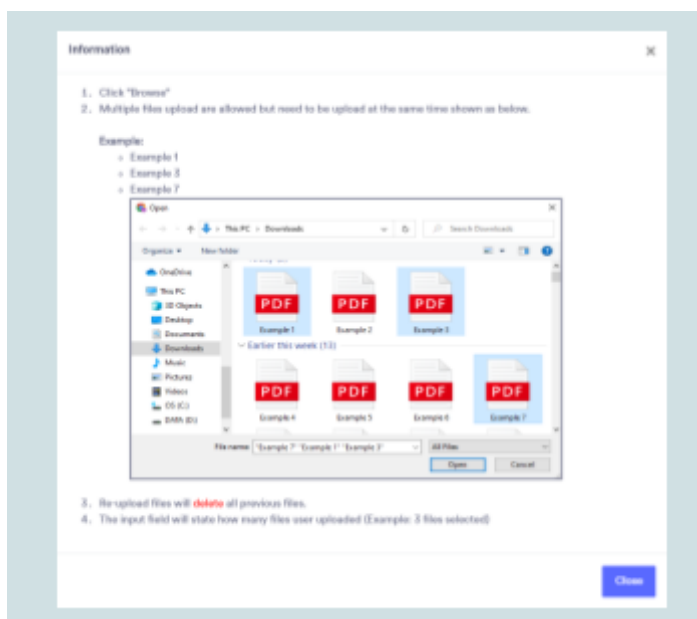 Information ×
1. Click "Browse"
2. Multiple files upload are allowed but need to be upload at the same time shown as below.
Example:
Example 1
Example 3
Example 7
Open ×
This PC > Downloads
Search Downloads
Organize New folder
OneDrive
This PC
3D Objects
Desktop
Documents
Downloads
Music
Pictures
Videos
OS (C:)
DATA (D:)
PDF PDF PDF
Example 1 Example 2 Example 3
Earlier this week (13)
PDF PDF PDF PDF
Example 4 Example 5 Example 6 Example 7
File name: "Example 7" "Example 1" "Example 3" All Files
Open Cancel
3. Re-upload files will delete all previous files.
4. The input field will state how many files user uploaded (Example: 3 files selected)
Close